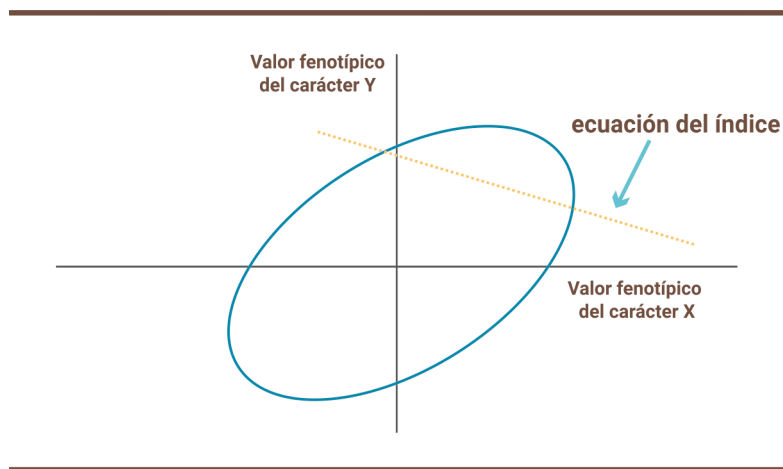 Valor fenotípico
del carácter Y
ecuación del índice
Valor fenotípico
del carácter X